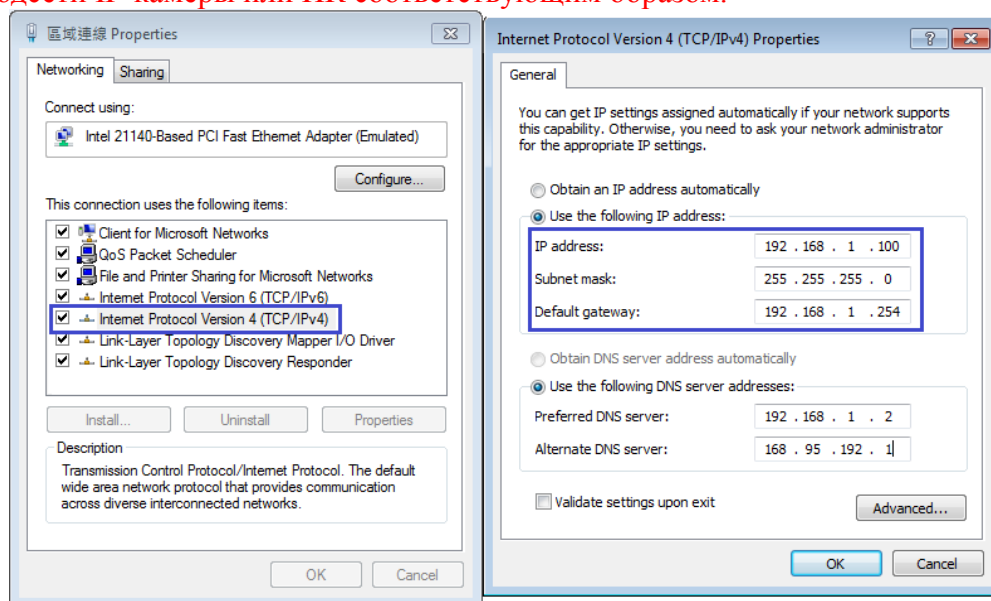 IP камеры или ПК соответствующим образом.
區域連線 Properties
Networking Sharing
Connect using:
Intel 21140-Based PCI Fast Ethernet Adapter (Emulated)
Configure...
This connection uses the following items:
Client for Microsoft Networks
QoS Packet Scheduler
File and Printer Sharing for Microsoft Networks
Internet Protocol Version 6 (TCP/IPv6)
Internet Protocol Version 4 (TCP/IPv4)
Link-Layer Topology Discovery Mapper I/O Driver
Link-Layer Topology Discovery Responder
Install... Uninstall Properties
Description
Transmission Control Protocol/Internet Protocol. The default
wide area network protocol that provides communication
across diverse interconnected networks.
OK Cancel
Internet Protocol Version 4 (TCP/IPv4) Properties
General
You can get IP settings assigned automatically if your network supports
this capability. Otherwise, you need to ask your network administrator
for the appropriate IP settings.
Obtain an IP address automatically
Use the following IP address:
IP address: 192 . 168 . 1 . 100
Subnet mask: 255 . 255 . 255 . 0
Default gateway: 192 . 168 . 1 . 254
Obtain DNS server address automatically
Use the following DNS server addresses:
Preferred DNS server: 192 . 168 . 1 . 2
Alternate DNS server: 168 . 95 . 192 . 1
Validate settings upon exit
Advanced...
OK Cancel